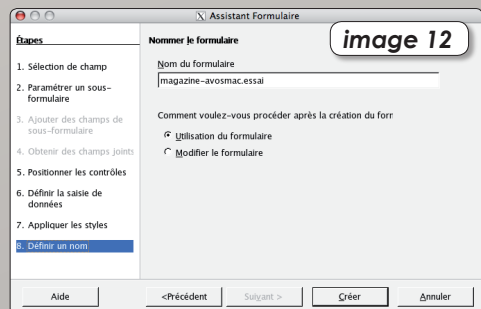 Assistant Formulaire
image 12
Étapes
1. Sélection de champ
2. Paramétrer un sous-
formulaire
3. Ajouter des champs de
sous-formulaire
4. Obtenir des champs joints
5. Positionner les contrôles
6. Définir la saisie de
données
7. Appliquer les styles
8. Définir un nom
Nommer le formulaire
Nom du formulaire
magazine-avosmac.essai
Comment voulez-vous procéder après la création du form
Utilisation du formulaire
Modifier le formulaire
Aide
<Précédent
Suivant >
Créer
Annuler